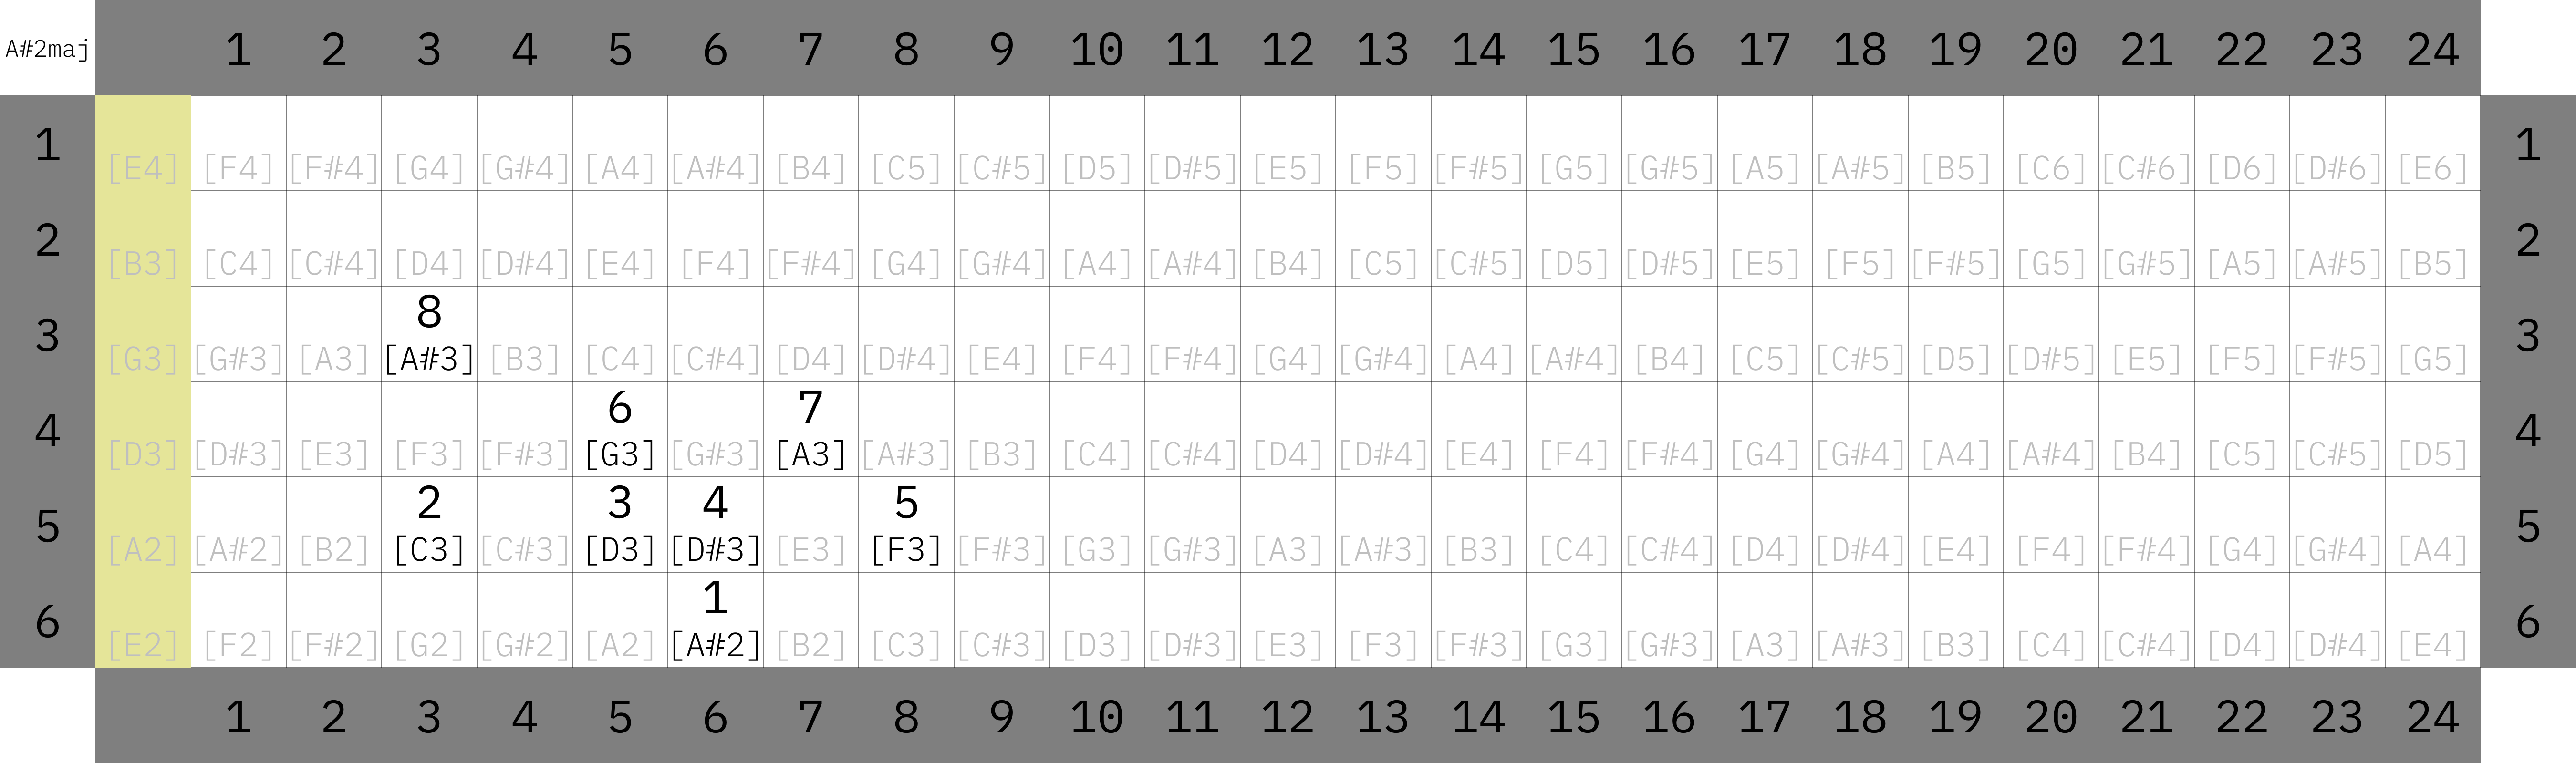 A#2maj 1 2 3 4 5 6 7 8 9 10 11 12 13 14 15 16 17 18 19 20 21 22 23 24
1 [E4] [F4] [F#4] [G4] [G#4] [A4] [A#4] [B4] [C5] [C#5] [D5] [D#5] [E5] [F5] [F#5] [G5] [G#5] [A5] [A#5] [B5] [C6] [C#6] [D6] [D#6] [E6] 1
2 [B3] [C4] [C#4] [D4] [D#4] [E4] [F4] [F#4] [G4] [G#4] [A4] [A#4] [B4] [C5] [C#5] [D5] [D#5] [E5] [F5] [F#5] [G5] [G#5] [A5] [A#5] [B5] 2
8
3 [G3] [G#3] [A3] [A#3] [B3] [C4] [C#4] [D4] [D#4] [E4] [F4] [F#4] [G4] [G#4] [A4] [A#4] [B4] [C5] [C#5] [D5] [D#5] [E5] [F5] [F#5] [G5] 3
6 7
4 [D3] [D#3] [E3] [F3] [F#3] [G3] [G#3] [A3] [A#3] [B3] [C4] [C#4] [D4] [D#4] [E4] [F4] [F#4] [G4] [G#4] [A4] [A#4] [B4] [C5] [C#5] [D5] 4
2 3 4 5
5 [A2] [A#2] [B2] [C3] [C#3] [D3] [D#3] [E3] [F3] [F#3] [G3] [G#3] [A3] [A#3] [B3] [C4] [C#4] [D4] [D#4] [E4] [F4] [F#4] [G4] [G#4] [A4] 5
1
6 [E2] [F2] [F#2] [G2] [G#2] [A2] [A#2] [B2] [C3] [C#3] [D3] [D#3] [E3] [F3] [F#3] [G3] [G#3] [A3] [A#3] [B3] [C4] [C#4] [D4] [D#4] [E4] 6
1 2 3 4 5 6 7 8 9 10 11 12 13 14 15 16 17 18 19 20 21 22 23 24